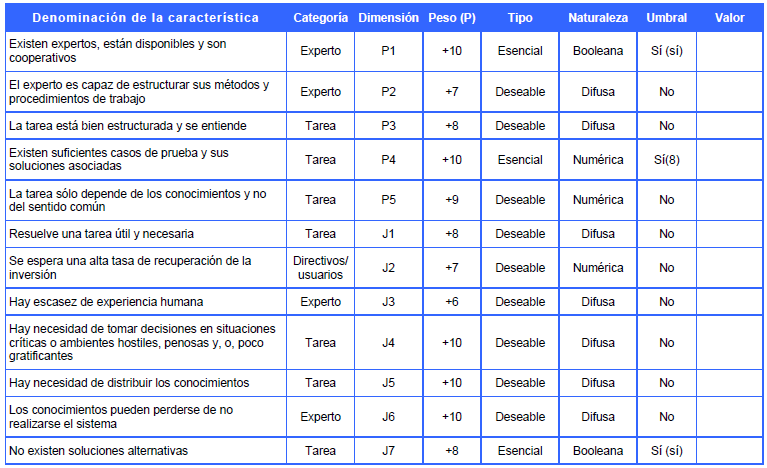 Denominación de la característica Categoría Dimensión Peso (P) Tipo Naturaleza Umbral Valor
Existen expertos, están disponibles y son
cooperativos Experto P1 +10 Esencial Booleana Sí (sí)
El experto es capaz de estructurar sus métodos y
procedimientos de trabajo Experto P2 +7 Deseable Difusa No
La tarea está bien estructurada y se entiende Tarea P3 +8 Deseable Difusa No
Existen suficientes casos de prueba y sus
soluciones asociadas Tarea P4 +10 Esencial Numérica Sí(8)
La tarea sólo depende de los conocimientos y no
del sentido común Tarea P5 +9 Deseable Numérica No
Resuelve una tarea útil y necesaria Tarea J1 +8 Deseable Difusa No
Se espera una alta tasa de recuperación de la
inversión Directivos/
usuarios J2 +7 Deseable Numérica No
Hay escasez de experiencia humana Experto J3 +6 Deseable Difusa No
Hay necesidad de tomar decisiones en situaciones
críticas o ambientes hostiles, penosas y, o, poco
gratificantes Tarea J4 +10 Deseable Difusa No
Hay necesidad de distribuir los conocimientos Tarea J5 +10 Deseable Difusa No
Los conocimientos pueden perderse de no
realizarse el sistema Experto J6 +10 Deseable Difusa No
No existen soluciones alternativas Tarea J7 +8 Esencial Booleana Sí (sí)